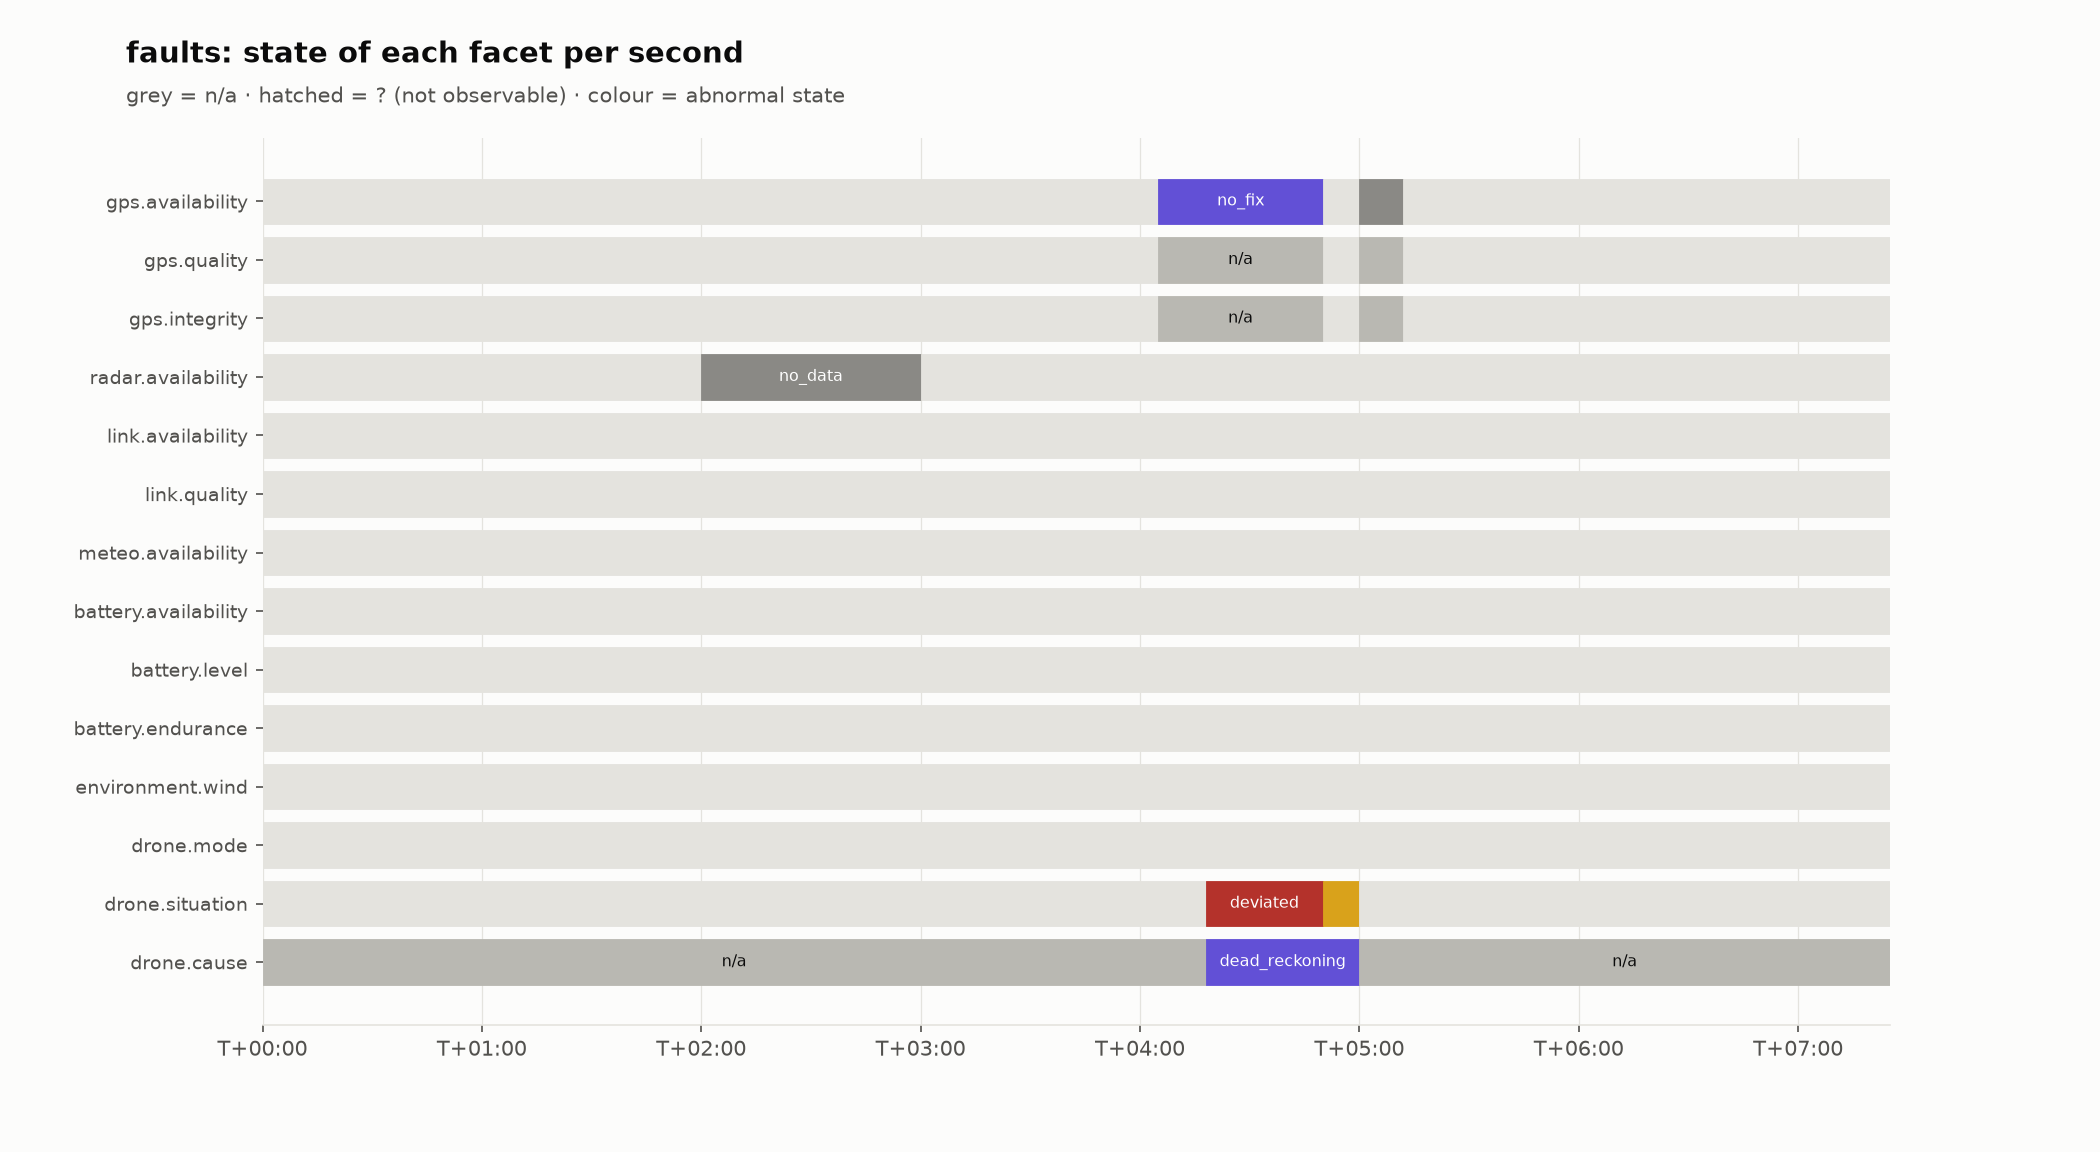 faults: state of each facet per second
grey = n/a · hatched = ? (not observable) · colour = abnormal state
gps.availability
no_fix
gps.quality
n/a
gps.integrity
n/a
radar.availability
no_data
link.availability
link.quality
meteo.availability
battery.availability
battery.level
battery.endurance
environment.wind
drone.mode
drone.situation
deviated
drone.cause
n/a
dead_reckoning
n/a
T+00:00
T+01:00
T+02:00
T+03:00
T+04:00
T+05:00
T+06:00
T+07:00